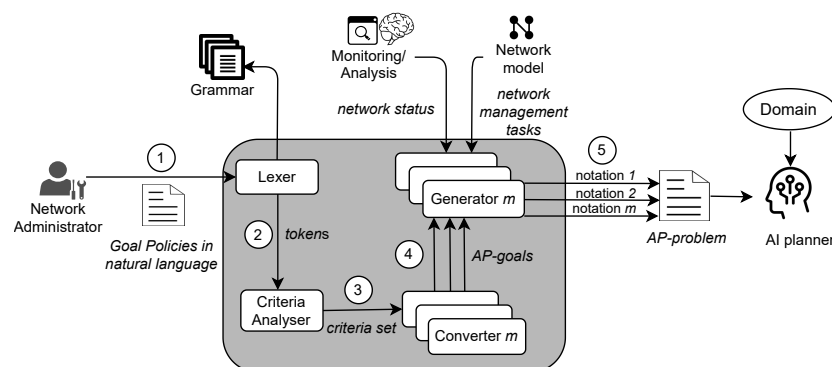 Grammar
Monitoring/
Analysis
Network
model
network status
network
management
tasks
Domain
1
5
Lexer
notation 1
notation 2
notation m
Generator m
Network
Administrator
Goal Policies in
natural language
2
tokens
4
AP-goals
AP-problem
AI planner
3
Criteria
Analyser
criteria set
Converter m